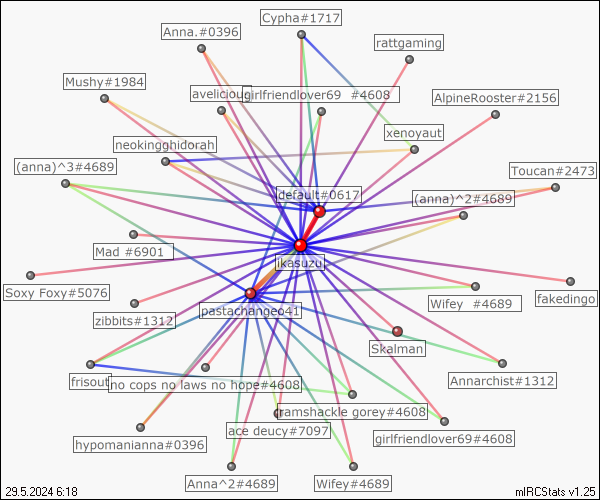 Cypha#1717
Anna.#0396
rattgaming
Mushy#1984
avelicious
girlfriendlover69 #4608
AlpineRooster#2156
xenoyaut
neokingghidorah
(anna)^3#4689
Toucan#2473
default#0617
(anna)^2#4689
Mad #6901
ikasuzu
Soxy Foxy#5076
fakedingo
Wifey #4689
pastachangeo41
zibbits#1312
Skalman
frisout
no cops no laws no hope#4608
Annarchist#1312
ramshackle gorey#4608
ace deucy#7097
hypomanianna#0396
girlfriendlover69#4608
Anna^2#4689
Wifey#4689
29.5.2024 6:18
mIRCStats v1.25